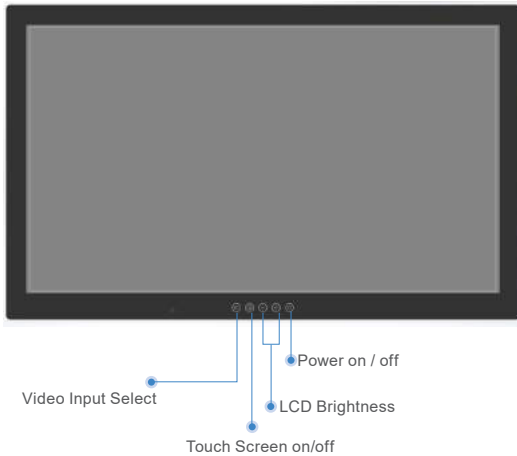 Power on / off
Video Input Select
LCD Brightness
Touch Screen on/off